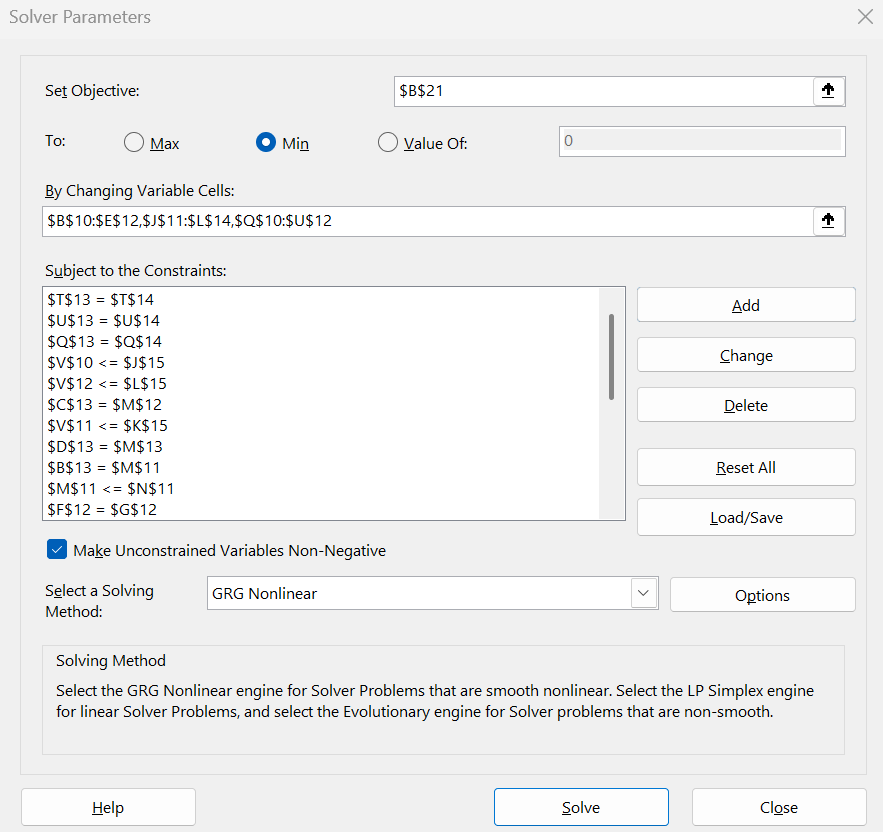 Solver Parameters
Set Objective: $B$21
To: Max Min Value Of: 0
By Changing Variable Cells:
$B$10:$E$12,$J$11:$L$14,$Q$10:$U$12
Subject to the Constraints:
$T$13 = $T$14
$U$13 = $U$14
$Q$13 = $Q$14
$V$10 <= $J$15
$V$12 <= $L$15
$C$13 = $M$12
$V$11 <= $K$15
$D$13 = $M$13
$B$13 = $M$11
$M$11 <= $N$11
$F$12 = $G$12
Add
Change
Delete
Reset All
Load/Save
Make Unconstrained Variables Non-Negative
Select a Solving
Method:
GRG Nonlinear
Options
Solving Method
Select the GRG Nonlinear engine for Solver Problems that are smooth nonlinear. Select the LP Simplex engine
for linear Solver Problems, and select the Evolutionary engine for Solver problems that are non-smooth.
Help Solve Close